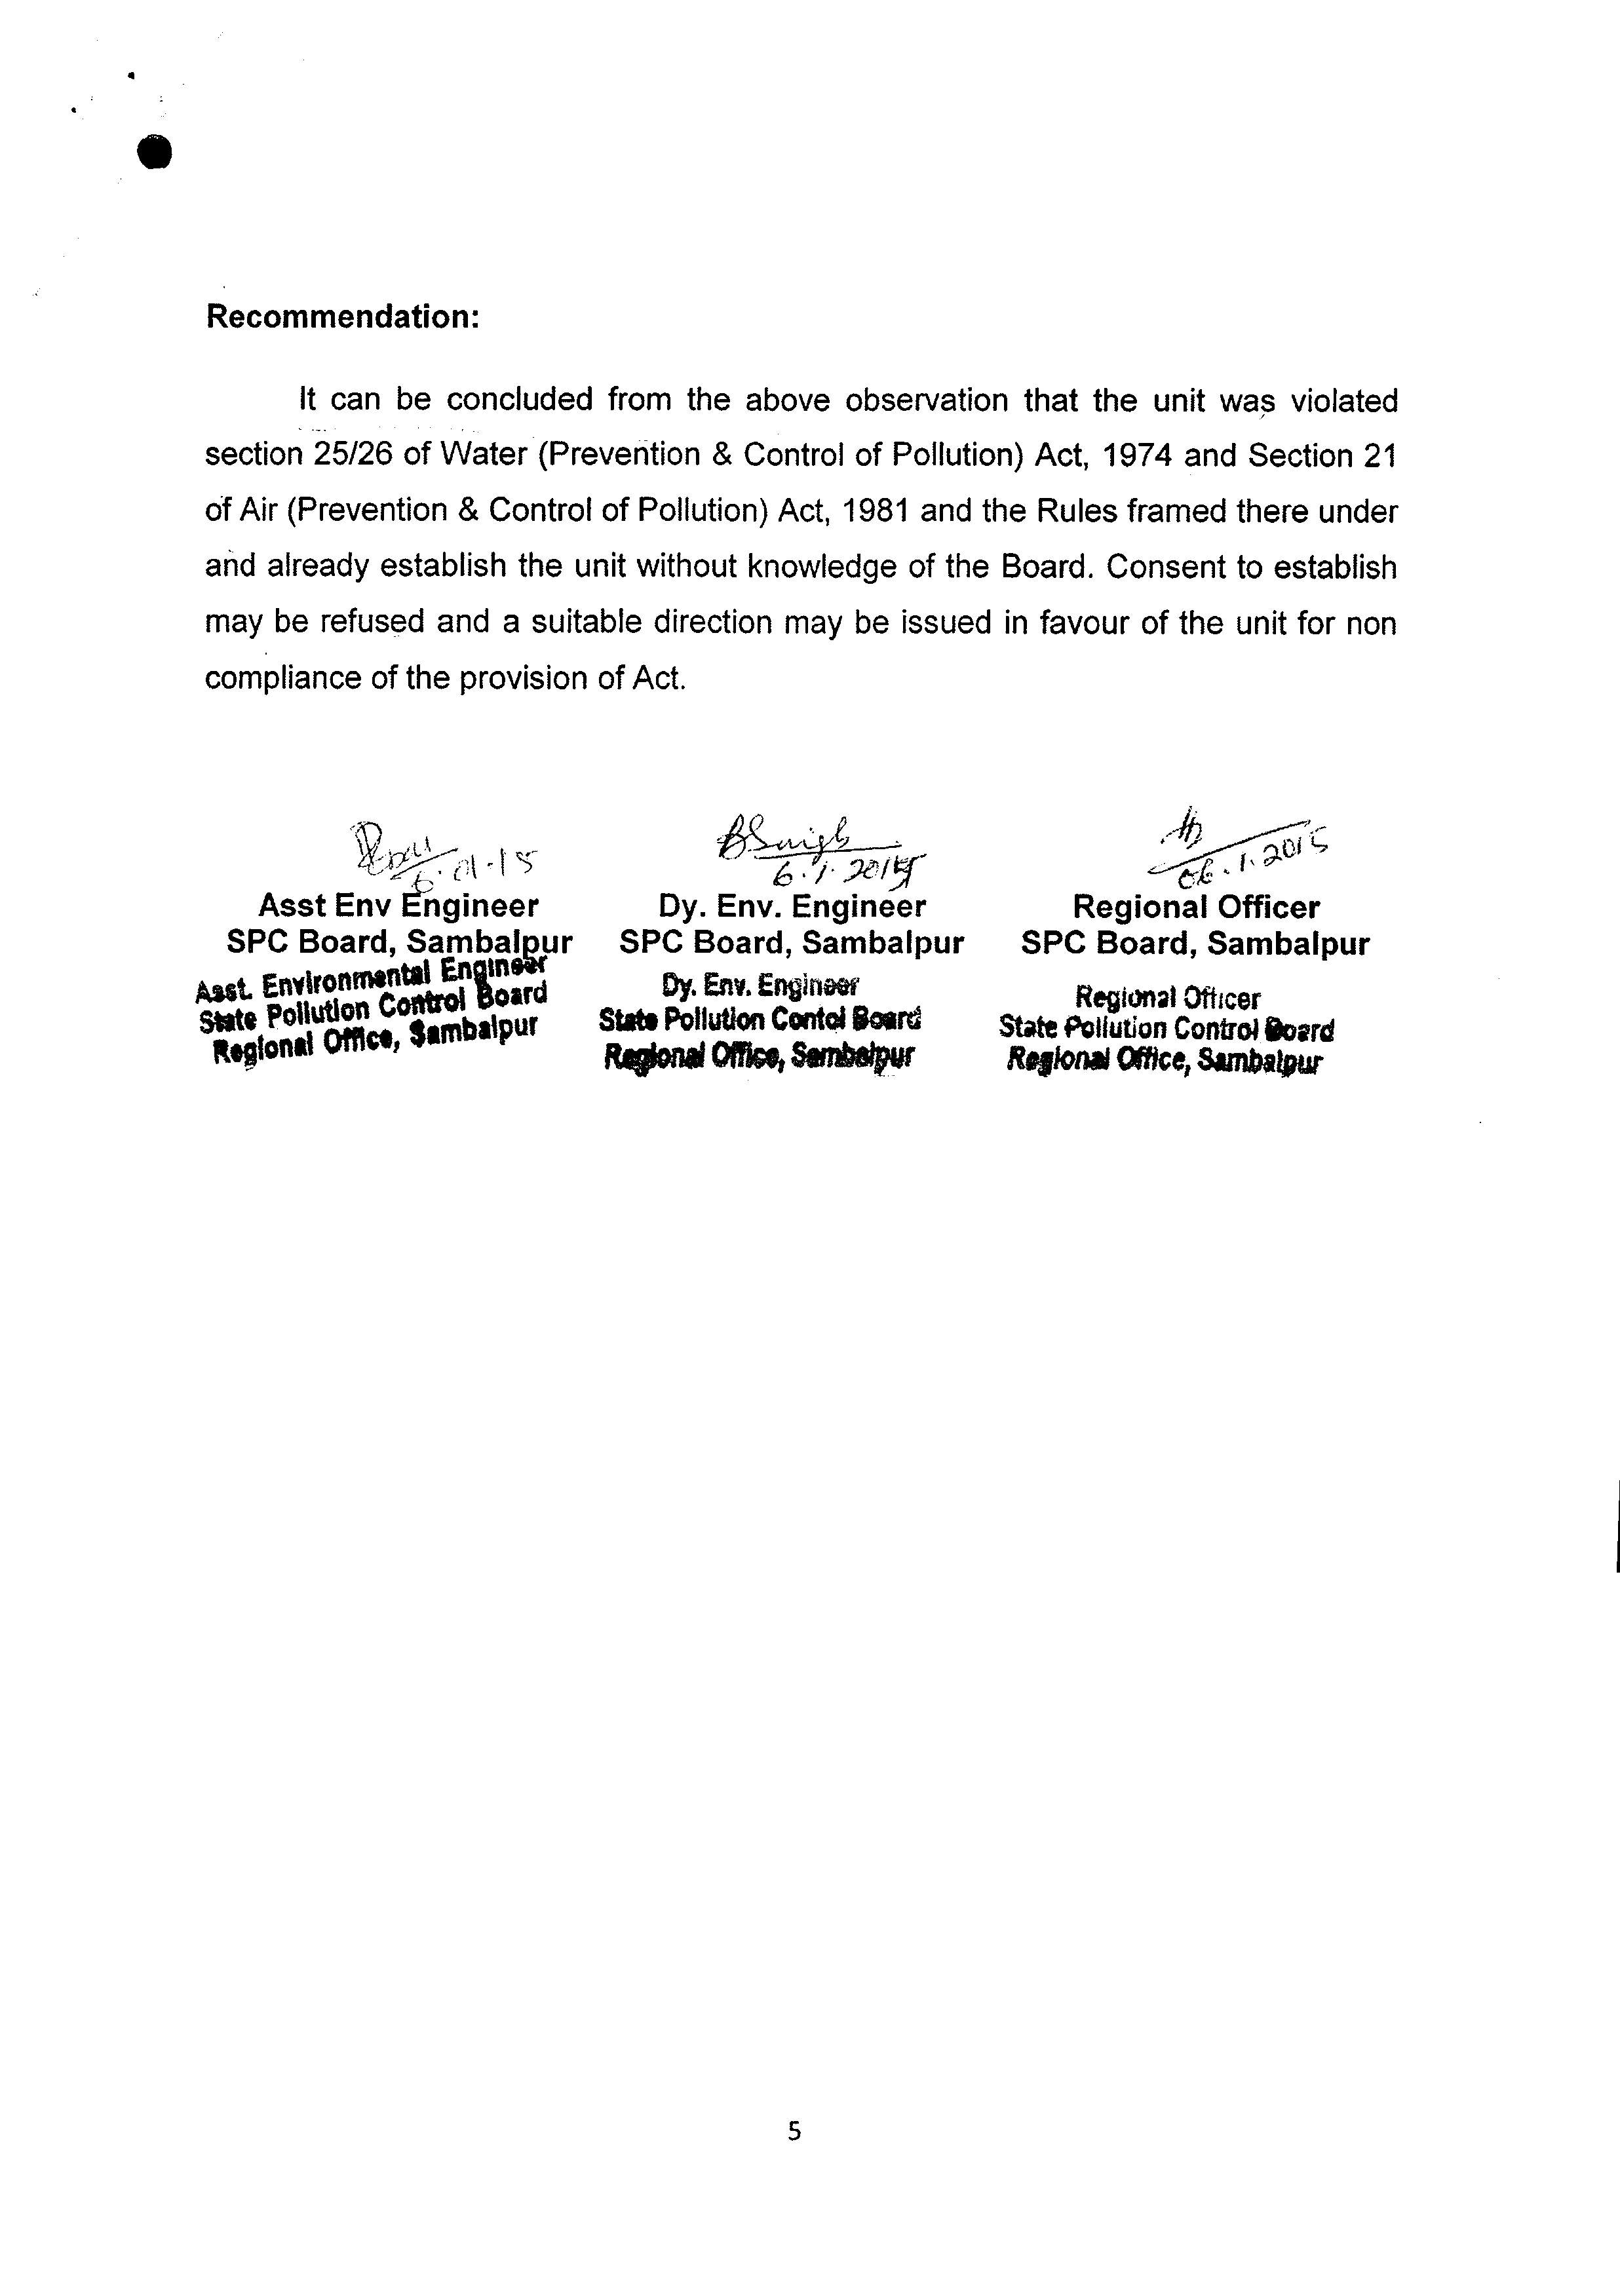 Recommendation:
It can be concluded from the above observation that the unit was violated
section 25/26 of Water (Prevention & Control of Pollution) Act, 1974 and Section 21
of Air (Prevention & Control of Pollution) Act, 1981 and the Rules framed there under
and already establish the unit without knowledge of the Board. Consent to establish
may be refused and a suitable direction may be issued in favour of the unit for non
compliance of the provision of Act.
6.01.15
Asst Env Engineer
SPC Board, Sambalpur
Asst. Environmental Engineer
State Pollution Control Board
Regional Office, Sambalpur
BSingh
6.1.2015
Dy. Env. Engineer
SPC Board, Sambalpur
Dy. Env. Engineer
State Pollution Contol Board
Regional Office, Sambalpur
06.1.2015
Regional Officer
SPC Board, Sambalpur
Regional Officer
State Pollution Control Board
Regional Office, Sambalpur
5